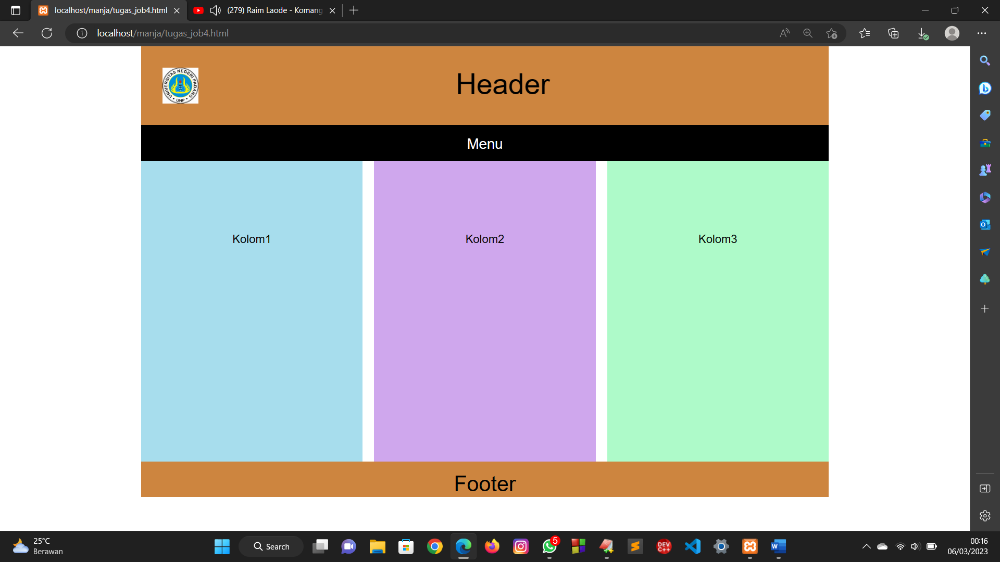 localhost/manja/tugas_job4.html
(279) Raim Laode - Komang
localhost/manja/tugas_job4.html
UNIVERSITAS NEGERI PADANG
UNP
Header
Menu
Kolom1
Kolom2
Kolom3
Footer
25°C
Berawan
Search
5
DEV
C++
00:16
06/03/2023